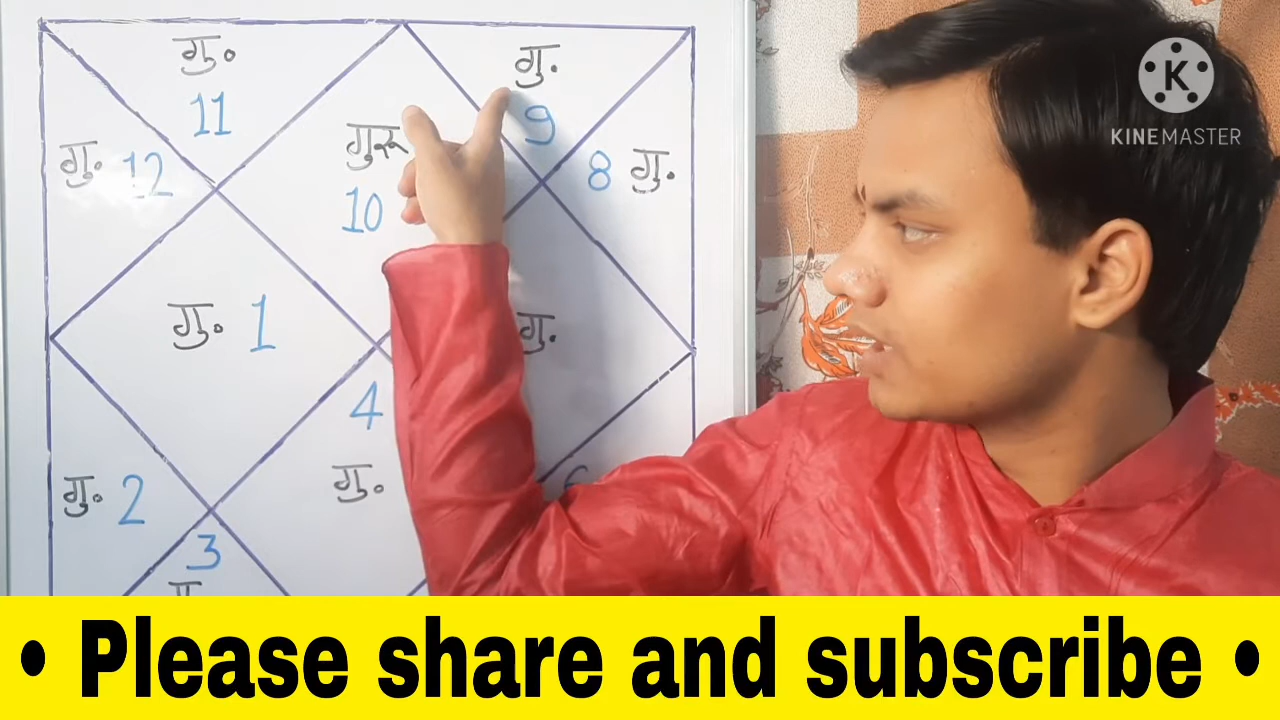 गु.
11
गु.
9
गु. 12
गुरू
10
8 गु.
गु. 1
गु.
4
गु.
गु. 2
3
KINEMASTER
• Please share and subscribe •